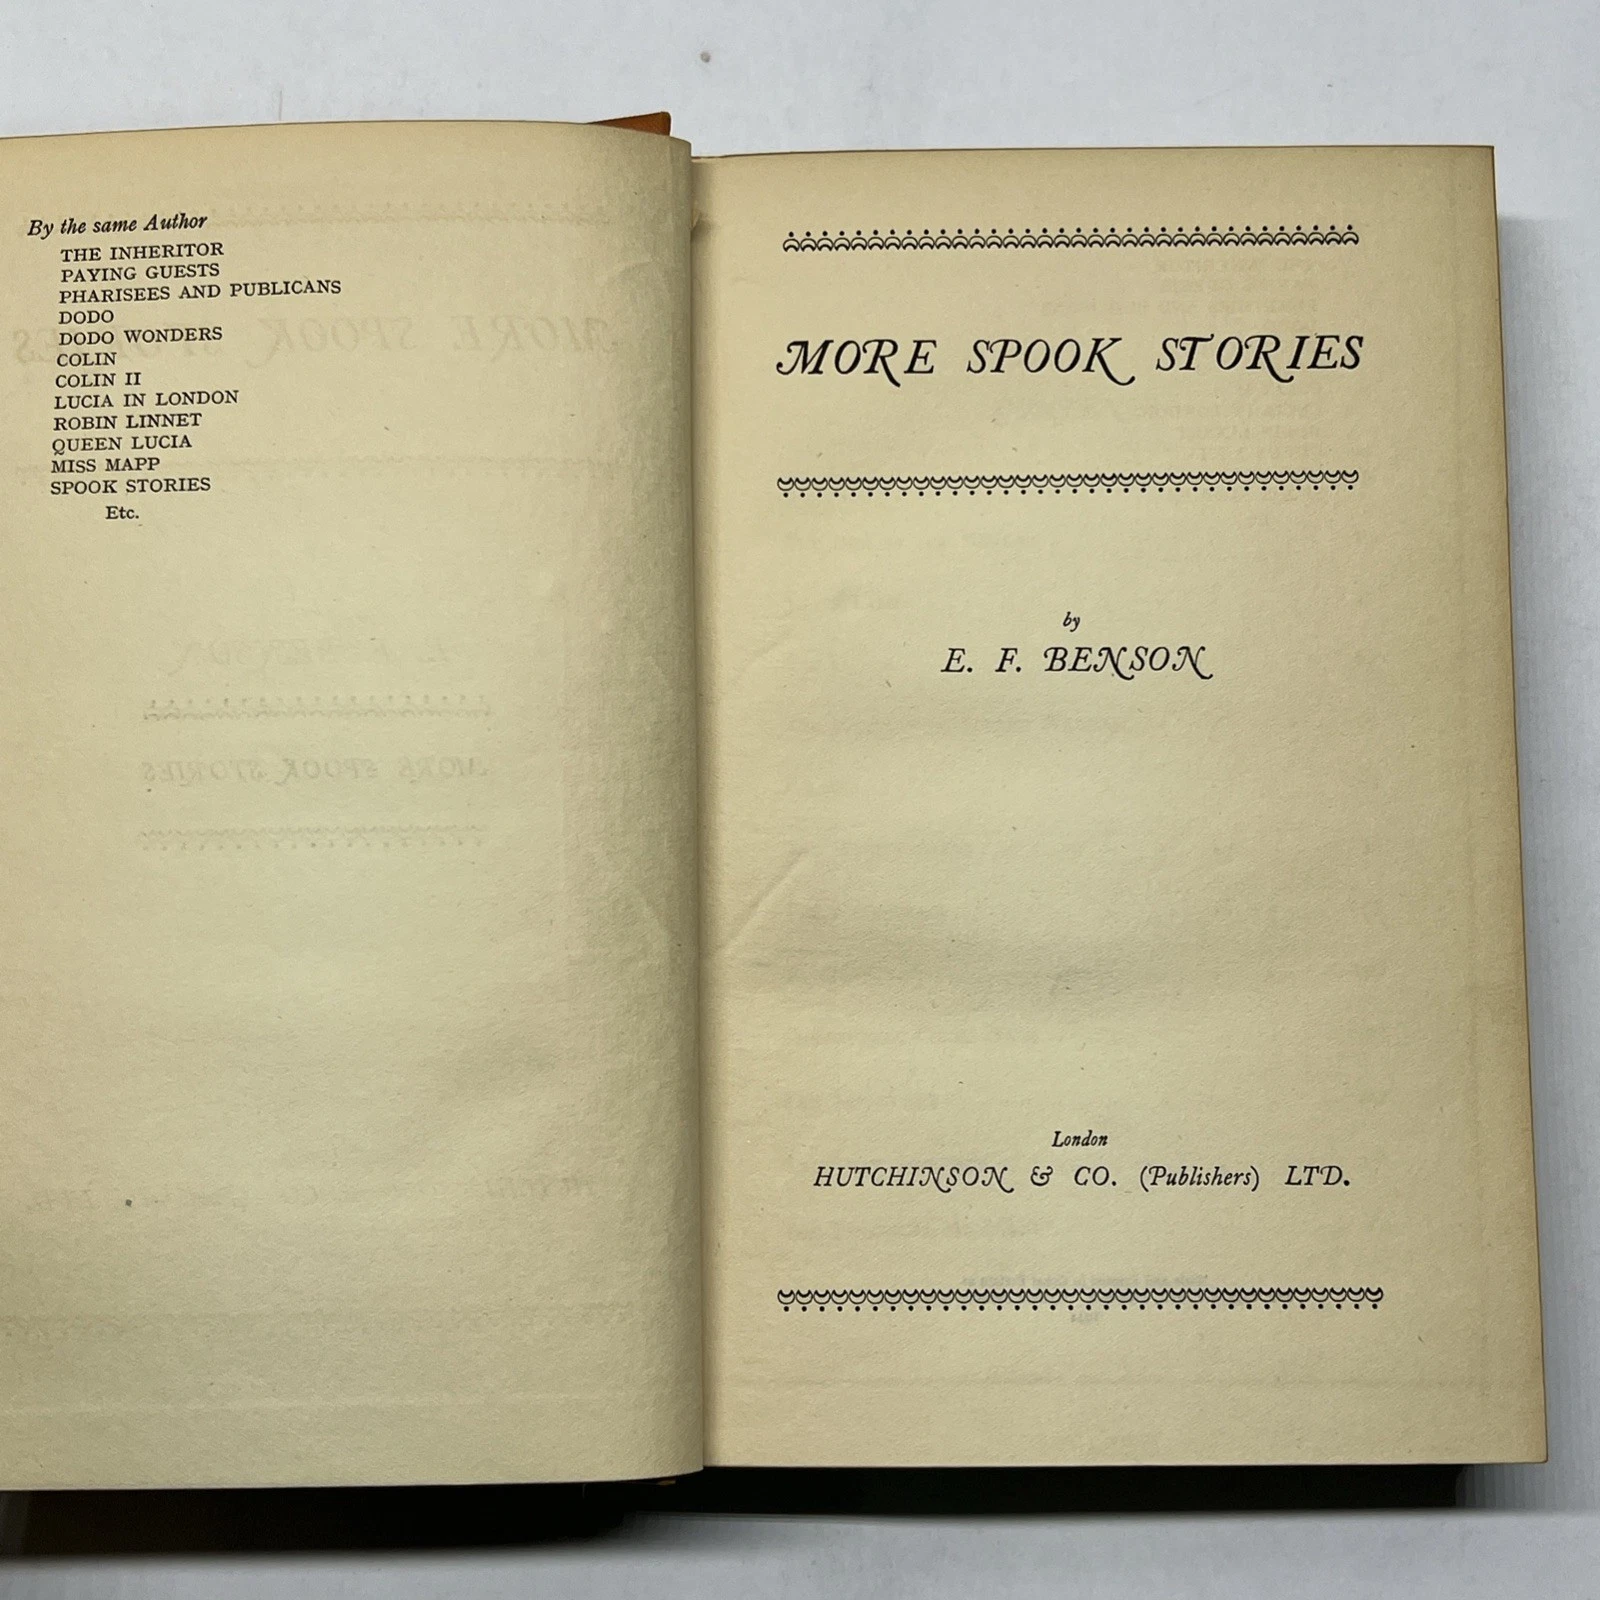 By the same Author
THE INHERITOR
PAYING GUESTS
PHARISEES AND PUBLICANS
DODO
DODO WONDERS
COLIN
COLIN II
LUCIA IN LONDON
ROBIN LINNET
QUEEN LUCIA
MISS MAPP
SPOOK STORIES
Etc.
MORE SPOOK STORIES
by
E. F. BENSON
London
HUTCHINSON & CO. (Publishers) LTD.